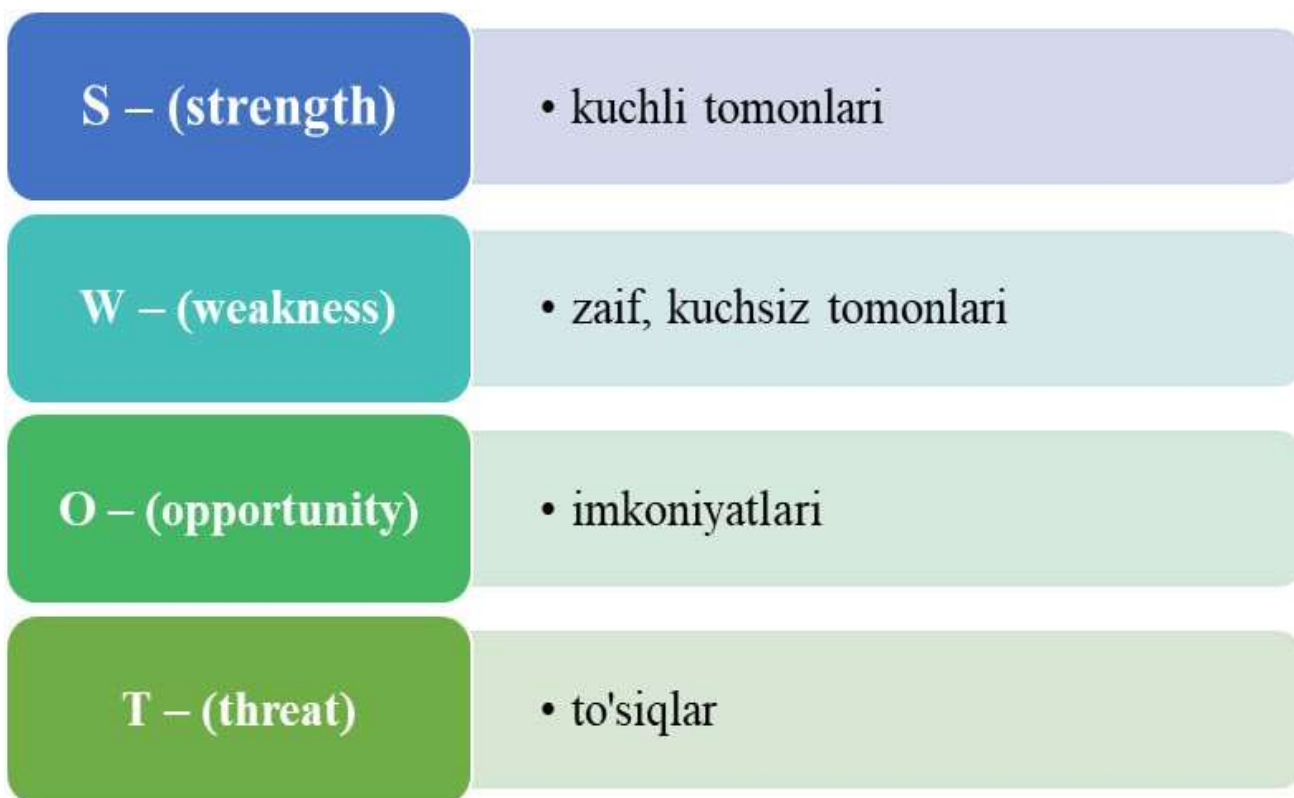 S – (strength)
• kuchli tomonlari
W – (weakness)
• zaif, kuchsiz tomonlari
O – (opportunity)
• imkoniyatlari
T – (threat)
• to'siqlar